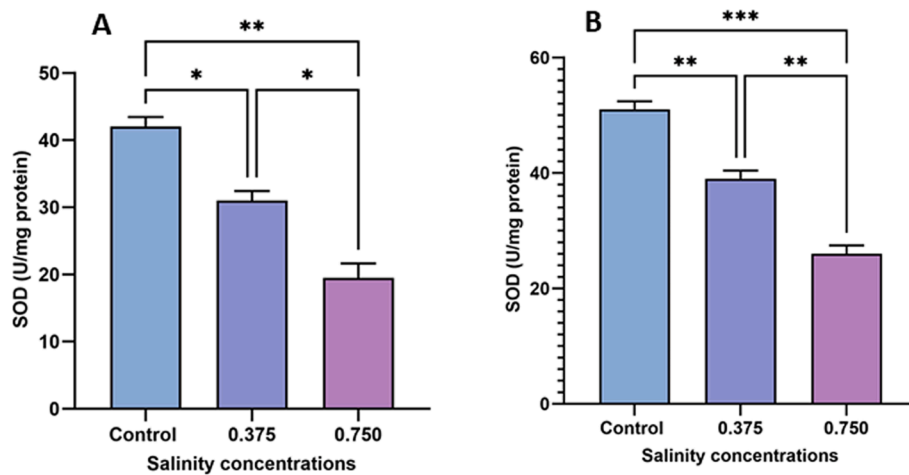 A
**
*
*
50
40
30
20
10
0
SOD (U/mg protein)
Control
0.375
0.750
Salinity concentrations
B
***
**
**
60
40
20
0
SOD (U/mg protein)
Control
0.375
0.750
Salinity concentrations